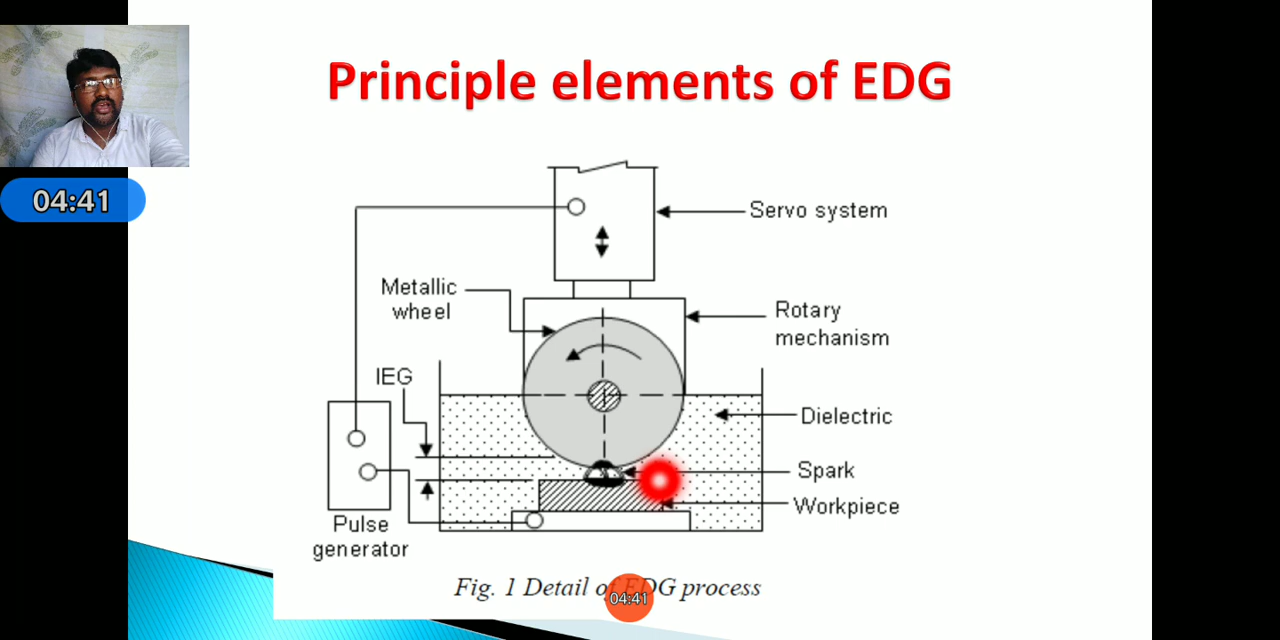 Principle elements of EDG
04:41
Servo system
Metallic
wheel
Rotary
mechanism
IEG
Dielectric
Spark
Workpiece
Pulse
generator
Fig. 1 Detail of EDG process
04:41